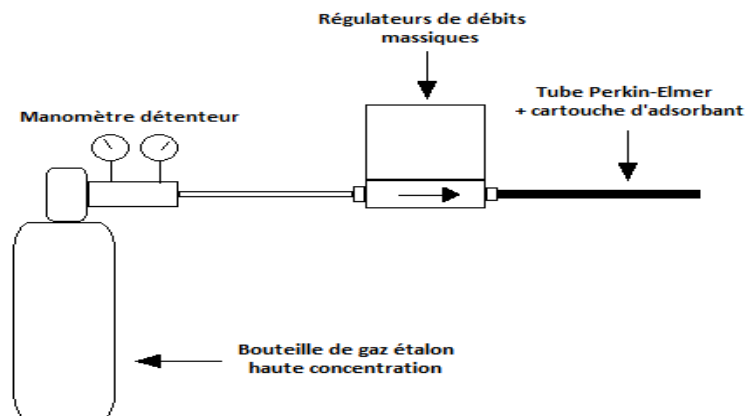 Régulateurs de débits
massiques
Tube Perkin-Elmer
+ cartouche d'adsorbant
Manomètre détenteur
Bouteille de gaz étalon
haute concentration